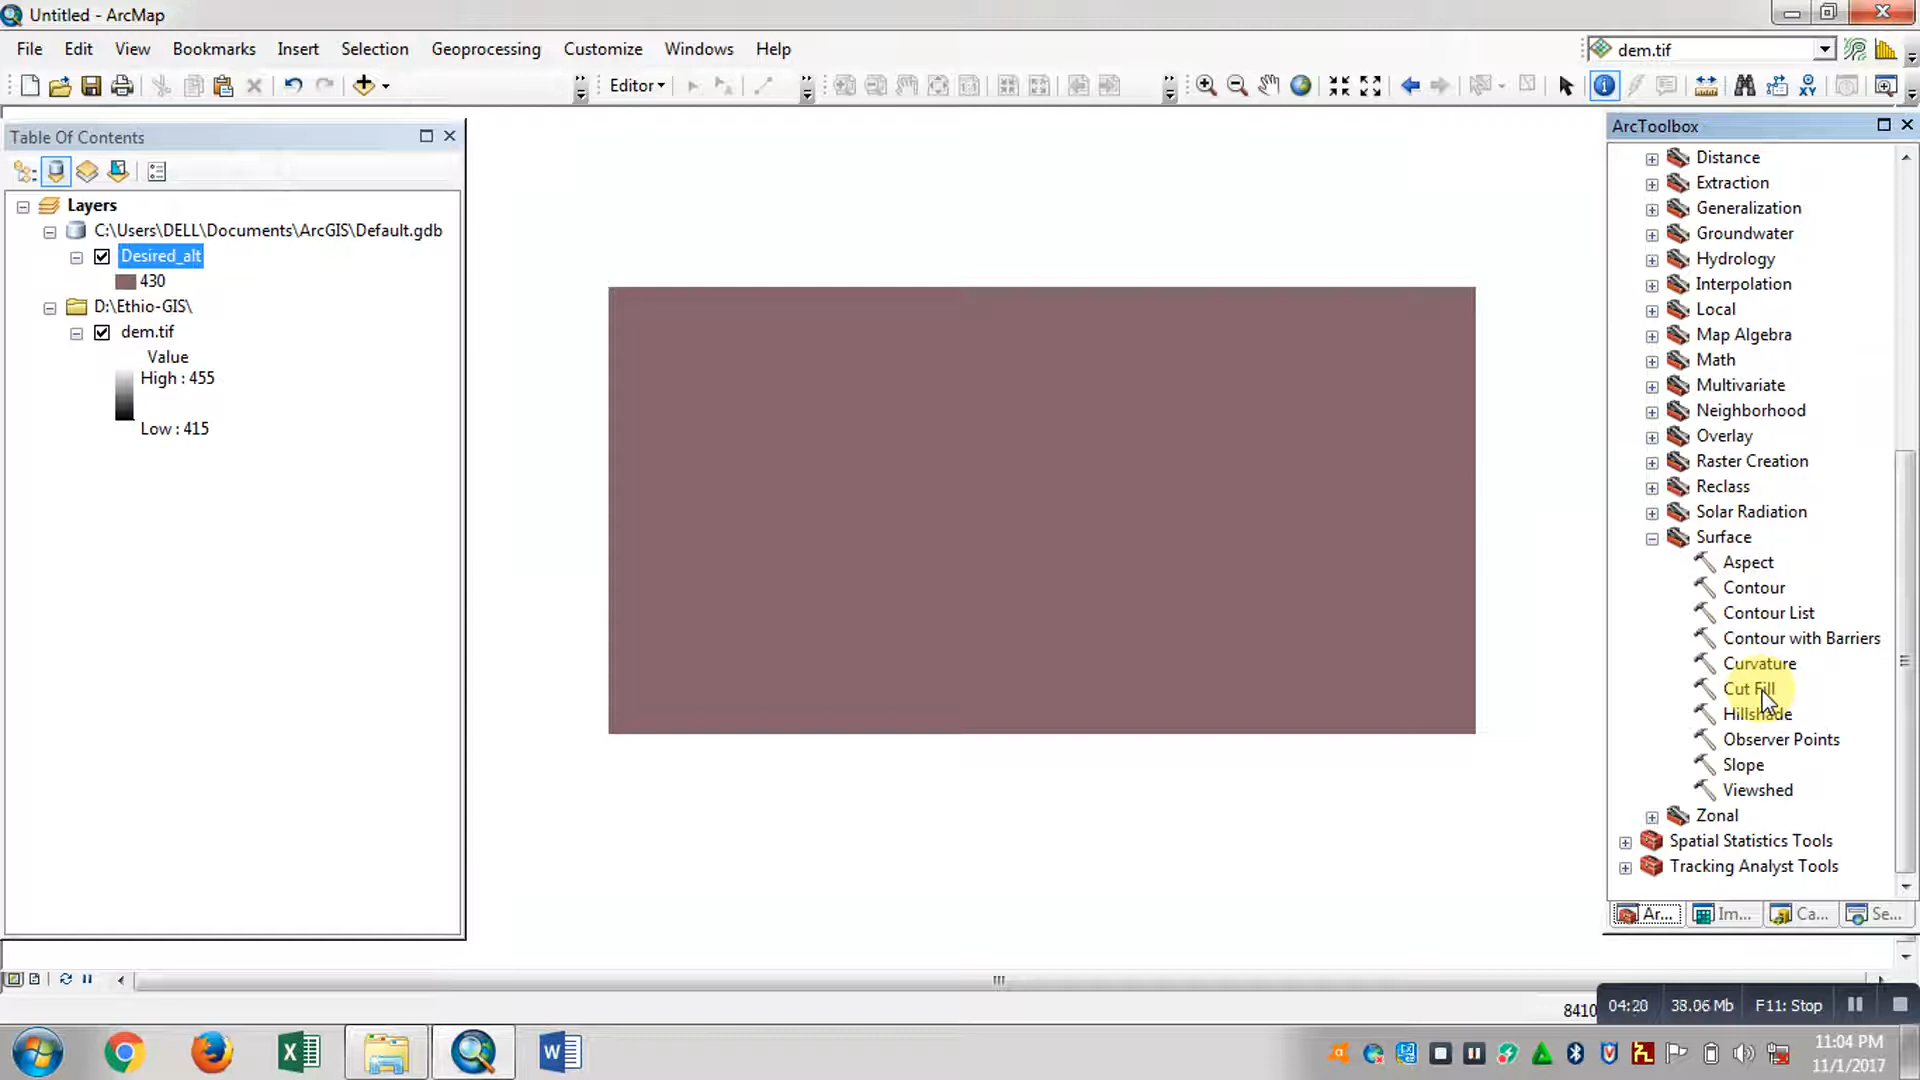 Untitled - ArcMap
File Edit View Bookmarks Insert Selection Geoprocessing Customize Windows Help
dem.tif
Editor
Table Of Contents
Layers
C:\Users\DELL\Documents\ArcGIS\Default.gdb
Desired_alt
430
D:\Ethio-GIS\
dem.tif
Value
High : 455
Low : 415
ArcToolbox
Distance
Extraction
Generalization
Groundwater
Hydrology
Interpolation
Local
Map Algebra
Math
Multivariate
Neighborhood
Overlay
Raster Creation
Reclass
Solar Radiation
Surface
Aspect
Contour
Contour List
Contour with Barriers
Curvature
Cut Fill
Hillshade
Observer Points
Slope
Viewshed
Zonal
Spatial Statistics Tools
Tracking Analyst Tools
Ar... Im... Ca... Se...
8410
04:20 38.06 Mb F11: Stop
11:04 PM
11/1/2017